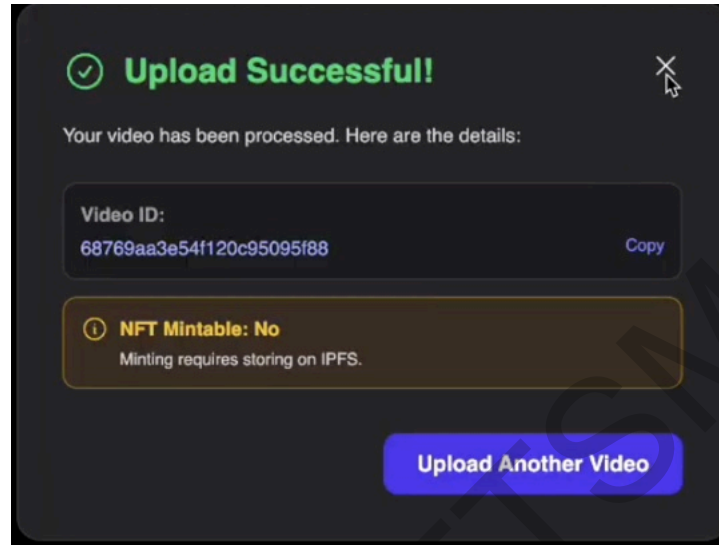 Upload Successful!
Your video has been processed. Here are the details:
Video ID:
68769aa3e54f120c95095f88
Copy
NFT Mintable: No
Minting requires storing on IPFS.
Upload Another Video